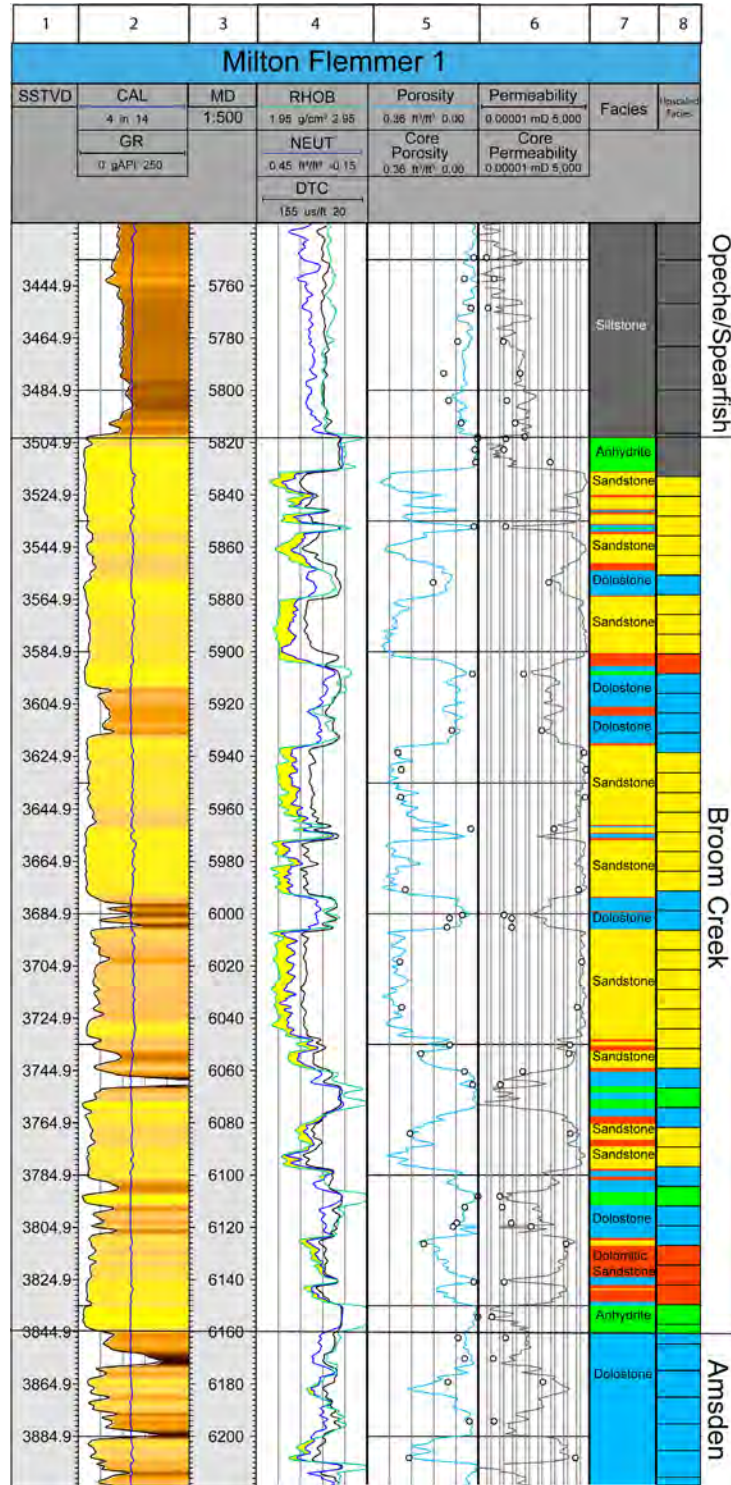 1 2 3 4 5 6 7 8
Milton Flemmer 1
SSTVD CAL MD RHOB Porosity Permeability Facies Upscaled
Facies
4 in 14 1:500 1.95 g/cm³ 2.95 0.36 ft³/ft³ 0.00 0.00001 mD 5,000
GR NEUT Core Core
Porosity Permeability
0 gAPI 250 0.45 ft³/ft³ -0.15 0.36 ft³/ft³ 0.00 0.00001 mD 5,000
DTC
155 us/ft 20
Opeche/Spearfish
3444.9 5760
Siltstone
3464.9 5780
3484.9 5800
3504.9 5820
Anhydrite
Sandstone
3524.9 5840
Sandstone
3544.9 5860
Dolostone
3564.9 5880
Sandstone
3584.9 5900
Dolostone
3604.9 5920
Dolostone
3624.9 5940
Sandstone
3644.9 5960
Broom Creek
3664.9 5980
Sandstone
3684.9 6000
Dolostone
3704.9 6020
Sandstone
3724.9 6040
3744.9 6060
Sandstone
3764.9 6080
Sandstone
Sandstone
3784.9 6100
3804.9 6120
Dolostone
Dolomitic
Sandstone
3824.9 6140
Anhydrite
3844.9 6160
Amsden
Dolostone
3864.9 6180
3884.9 6200